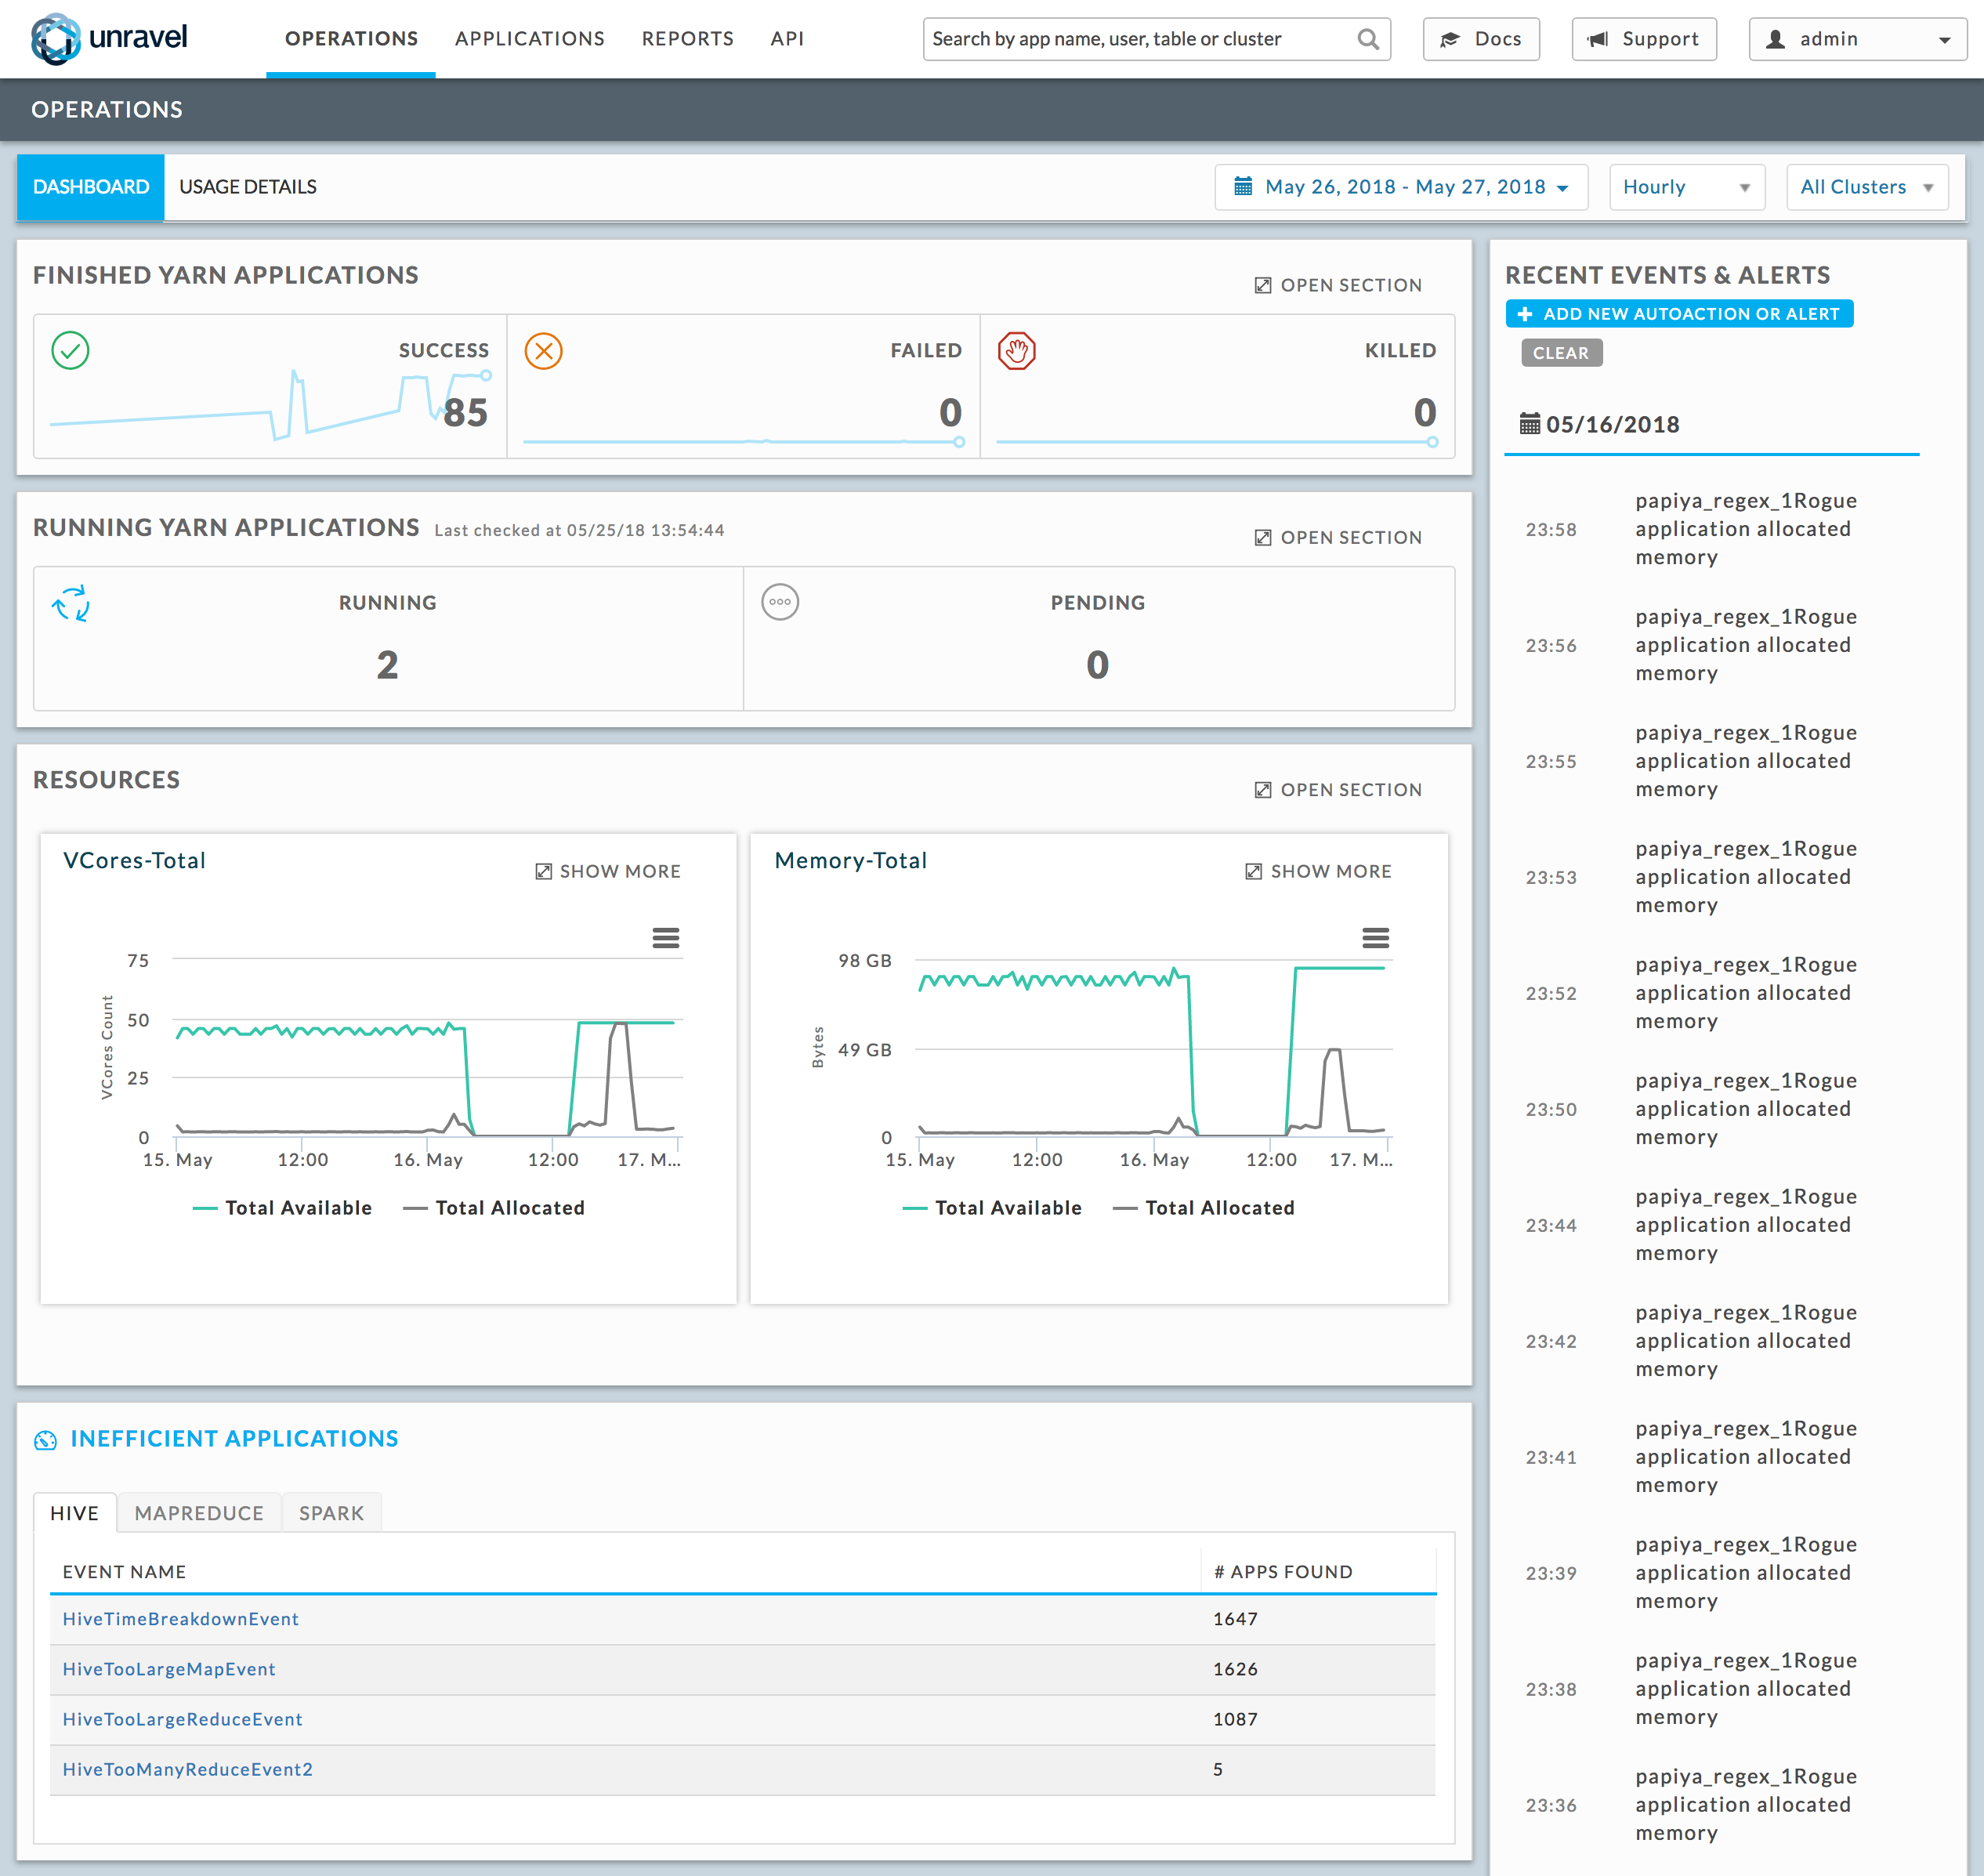 unravel
OPERATIONS APPLICATIONS REPORTS API
Search by app name, user, table or cluster
Docs
Support
admin
OPERATIONS
DASHBOARD USAGE DETAILS
May 26, 2018 - May 27, 2018
Hourly
All Clusters
FINISHED YARN APPLICATIONS
OPEN SECTION
SUCCESS
85
FAILED
0
KILLED
0
RUNNING YARN APPLICATIONS Last checked at 05/25/18 13:54:44
OPEN SECTION
RUNNING
2
PENDING
0
RESOURCES
OPEN SECTION
VCores-Total
SHOW MORE
VCores Count
75
50
25
0
15. May 12:00 16. May 12:00 17. M...
Total Available Total Allocated
Memory-Total
SHOW MORE
Bytes
98 GB
49 GB
0
15. May 12:00 16. May 12:00 17. M...
Total Available Total Allocated
INEFFICIENT APPLICATIONS
HIVE MAPREDUCE SPARK
EVENT NAME # APPS FOUND
HiveTimeBreakdownEvent 1647
HiveTooLargeMapEvent 1626
HiveTooLargeReduceEvent 1087
HiveTooManyReduceEvent2 5
RECENT EVENTS & ALERTS
ADD NEW AUTOACTION OR ALERT
CLEAR
05/16/2018
23:58
papiya_regex_1Rogue
application allocated
memory
23:56
papiya_regex_1Rogue
application allocated
memory
23:55
papiya_regex_1Rogue
application allocated
memory
23:53
papiya_regex_1Rogue
application allocated
memory
23:52
papiya_regex_1Rogue
application allocated
memory
23:50
papiya_regex_1Rogue
application allocated
memory
23:44
papiya_regex_1Rogue
application allocated
memory
23:42
papiya_regex_1Rogue
application allocated
memory
23:41
papiya_regex_1Rogue
application allocated
memory
23:39
papiya_regex_1Rogue
application allocated
memory
23:38
papiya_regex_1Rogue
application allocated
memory
23:36
papiya_regex_1Rogue
application allocated
memory